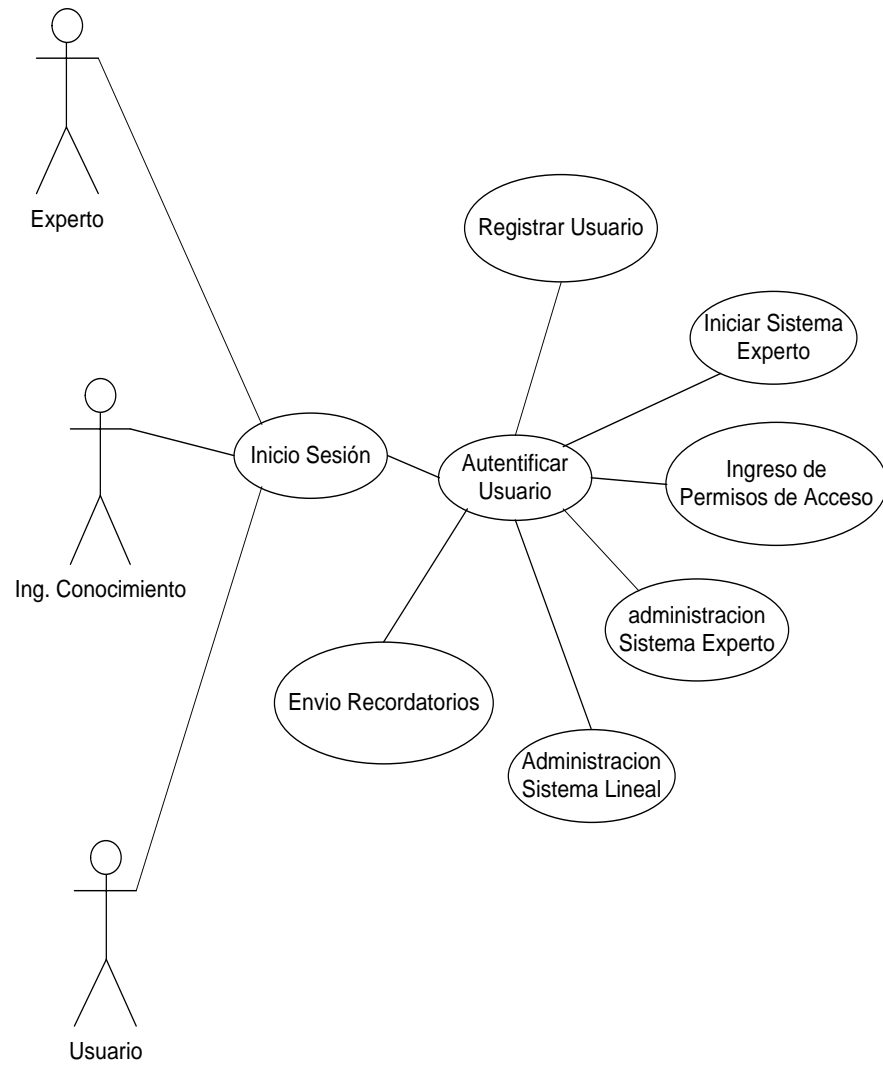 Experto
Registrar Usuario
Iniciar Sistema
Experto
Inicio Sesión
Autentificar
Usuario
Ingreso de
Permisos de Acceso
Ing. Conocimiento
administracion
Sistema Experto
Envio Recordatorios
Administracion
Sistema Lineal
Usuario